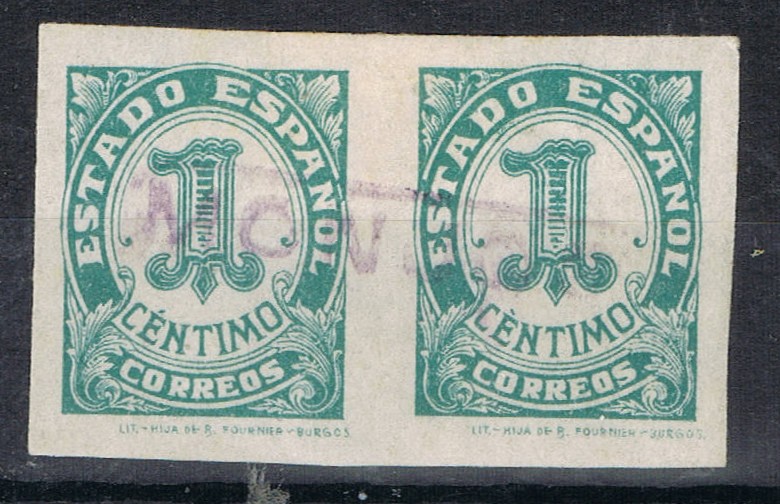 ESTADO ESPAÑOL
1
CÉNTIMO
CORREOS
LIT.-HIJA DE B. FOURNIER-BURGOS
ESTADO ESPAÑOL
1
CÈNTIMO
CORREOS
LIT.-HIJA DE B. FOURNIER-BURGOS.